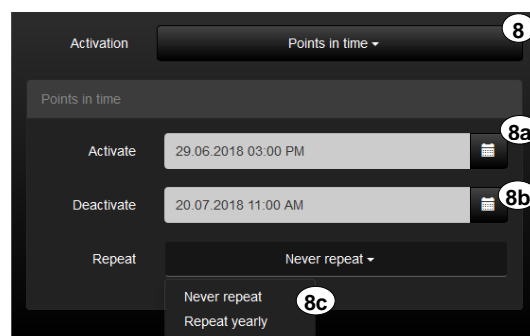 Activation Points in time 8
Points in time
8a
Activate 29.06.2018 03:00 PM
8b
Deactivate 20.07.2018 11:00 AM
Repeat Never repeat
Never repeat 8c
Repeat yearly